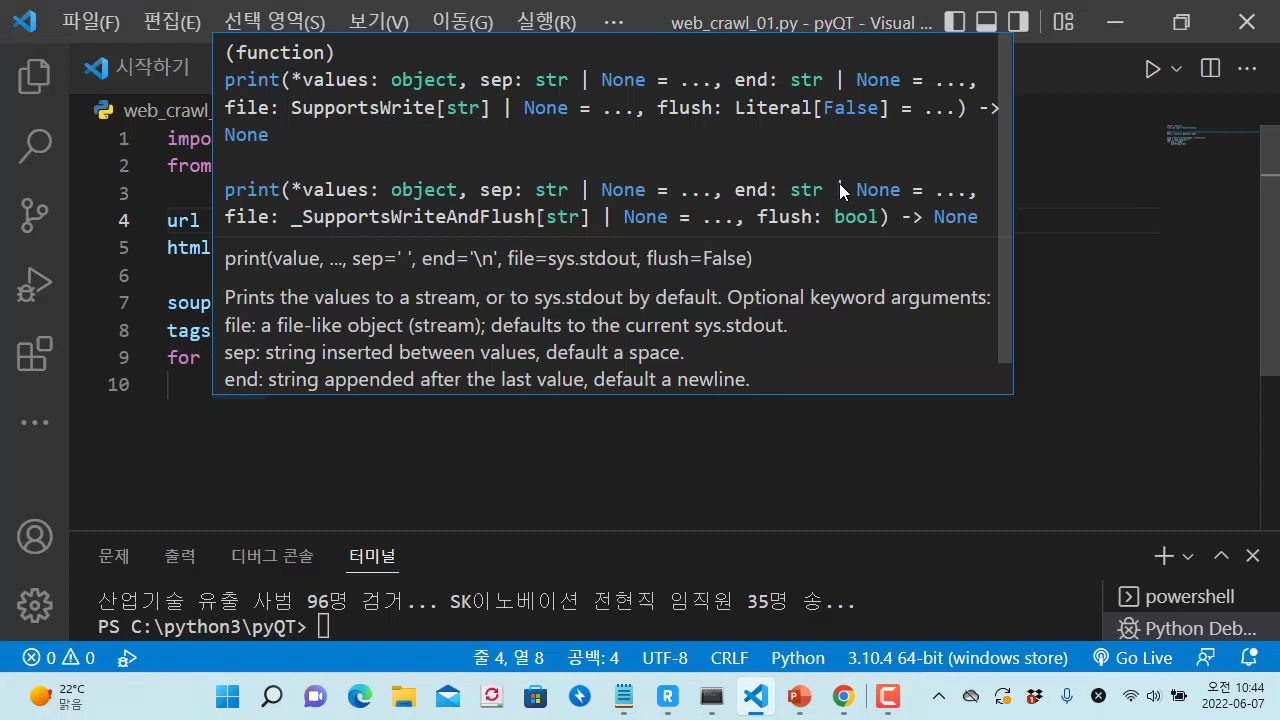 파일(F) 편집(E) 선택 영역(S) 보기(V) 이동(G) 실행(R) ··· web_crawl_01.py - pyQT - Visual ...
시작하기
(function)
print(*values: object, sep: str | None = ..., end: str | None = ...,
file: SupportsWrite[str] | None = ..., flush: Literal[False] = ...) ->
None
print(*values: object, sep: str | None = ..., end: str | None = ...,
file: _SupportsWriteAndFlush[str] | None = ..., flush: bool) -> None
print(value, ..., sep=' ', end='\n', file=sys.stdout, flush=False)
Prints the values to a stream, or to sys.stdout by default. Optional keyword arguments:
file: a file-like object (stream); defaults to the current sys.stdout.
sep: string inserted between values, default a space.
end: string appended after the last value, default a newline.
web_crawl_
1 impo
2 from
3
4 url
5 html
6
7 soup
8 tags
9 for
10
문제 출력 디버그 콘솔 터미널
산업기술 유출 사범 96명 검거... SK이노베이션 전현직 임직원 35명 송...
PS C:\python3\pyQT>
powershell
Python Deb...
0 0 줄 4, 열 8 공백: 4 UTF-8 CRLF Python 3.10.4 64-bit (windows store) Go Live
22°C
맑음
오전 10:44
2022-06-07